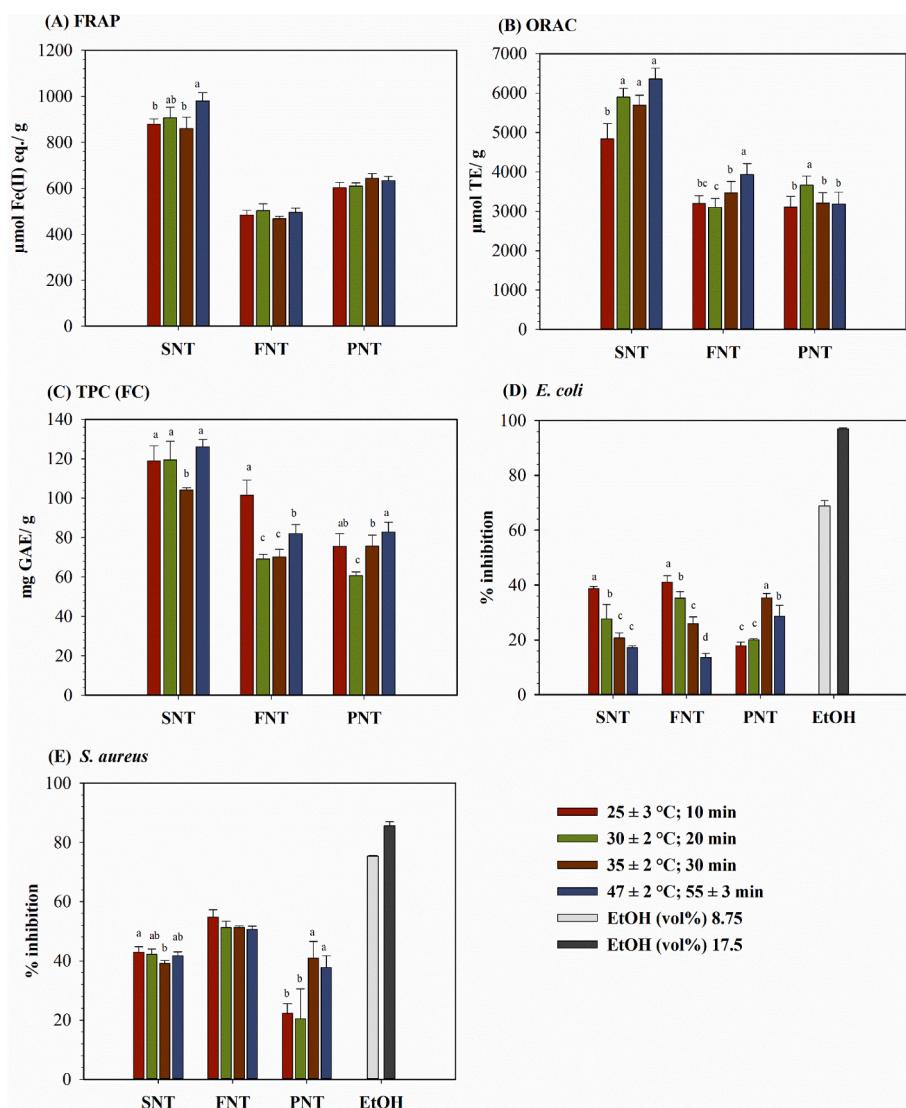 (A) FRAP
1200
1000
800
600
400
200
0
µmol Fe(II) eq./ g
b ab b a
SNT FNT PNT
(B) ORAC
7000
6000
5000
4000
3000
2000
1000
0
µmol TE/ g
b a a a
bc c b a
b a b b
SNT FNT PNT
(C) TPC (FC)
140
120
100
80
60
40
20
0
mg GAE/ g
a a b a
a c c b
ab c b a
SNT FNT PNT
(D) E. coli
100
80
60
40
20
0
% inhibition
a b c c
a b c d
c c a b
SNT FNT PNT EtOH
(E) S. aureus
100
80
60
40
20
0
% inhibition
a ab b ab
b b a a
SNT FNT PNT EtOH
25 ± 3 °C; 10 min
30 ± 2 °C; 20 min
35 ± 2 °C; 30 min
47 ± 2 °C; 55 ± 3 min
EtOH (vol%) 8.75
EtOH (vol%) 17.5